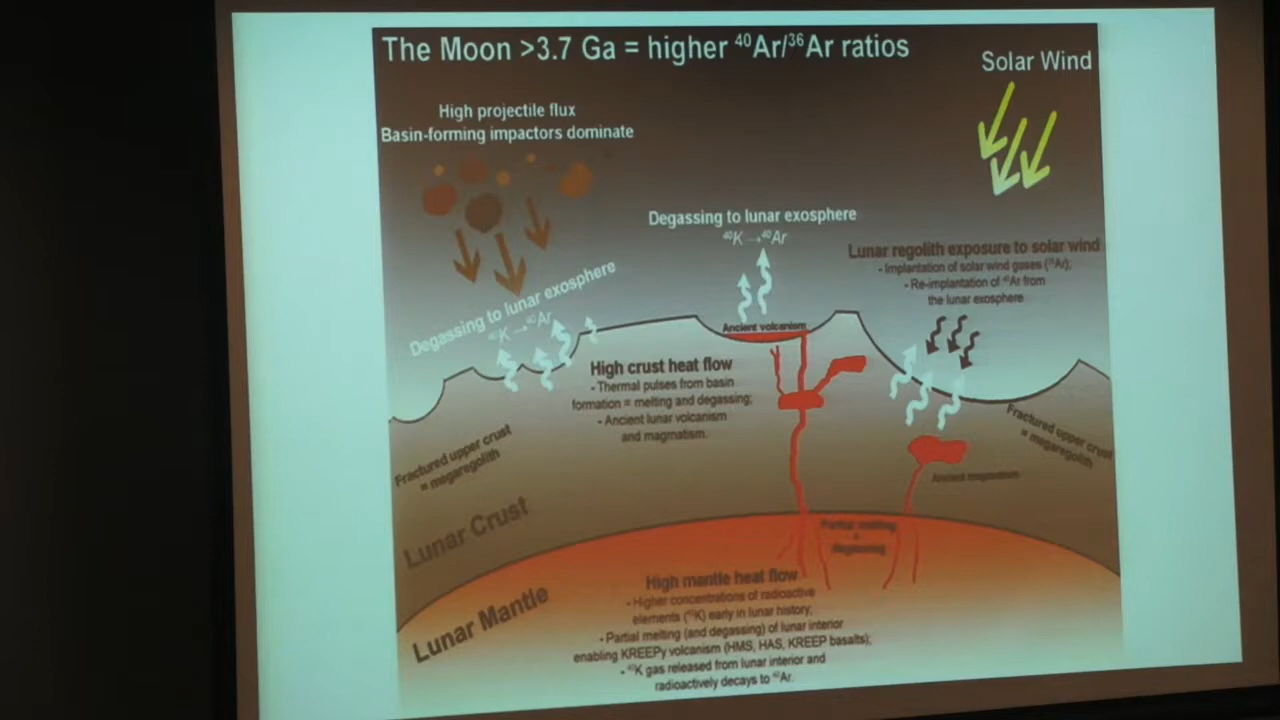 The Moon >3.7 Ga = higher ⁴⁰Ar/³⁶Ar ratios
Solar Wind
High projectile flux
Basin-forming impactors dominate
Degassing to lunar exosphere
⁴⁰K → ⁴⁰Ar
Degassing to lunar exosphere
⁴⁰K → ⁴⁰Ar
Lunar regolith exposure to solar wind
- Implantation of solar wind gases (³⁶Ar);
- Re-implantation of ⁴⁰Ar from
the lunar exosphere
Ancient volcanism
High crust heat flow
- Thermal pulses from basin
formation = melting and degassing;
- Ancient lunar volcanism
and magmatism.
Fractured upper crust
= megaregolith
Fractured upper crust
= megaregolith
Ancient magmatism
Lunar Crust
Partial melting
+
degassing
Lunar Mantle
High mantle heat flow
- Higher concentrations of radioactive
elements (⁴⁰K) early in lunar history;
- Partial melting (and degassing) of lunar interior
enabling KREEPy volcanism (HMS, HAS, KREEP basalts);
- ⁴⁰K gas released from lunar interior and
radioactively decays to ⁴⁰Ar.